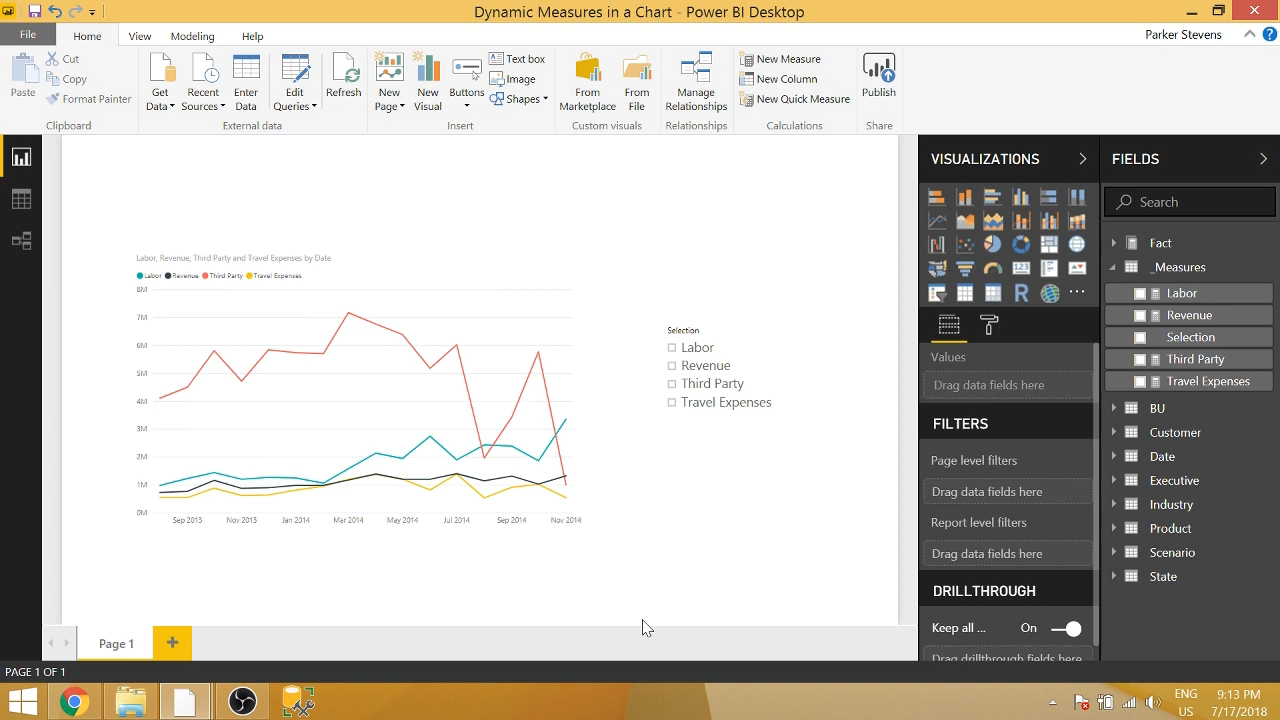 Dynamic Measures in a Chart - Power BI Desktop
File
Home
View
Modeling
Help
Parker Stevens
Paste
Cut
Copy
Format Painter
Clipboard
Get Data
Recent Sources
Enter Data
Edit Queries
Refresh
External data
New Page
New Visual
Buttons
Text box
Image
Shapes
Insert
From Marketplace
From File
Custom visuals
Manage Relationships
Relationships
New Measure
New Column
New Quick Measure
Calculations
Publish
Share
Labor, Revenue, Third Party and Travel Expenses by Date
Labor Revenue Third Party Travel Expenses
8M
7M
6M
5M
4M
3M
2M
1M
0M
Sep 2013 Nov 2013 Jan 2014 Mar 2014 May 2014 Jul 2014 Sep 2014 Nov 2014
Selection
Labor
Revenue
Third Party
Travel Expenses
VISUALIZATIONS
123
R
Values
Drag data fields here
FILTERS
Page level filters
Drag data fields here
Report level filters
Drag data fields here
DRILLTHROUGH
Keep all ... On
Drag drillthrough fields here
FIELDS
Search
Fact
_Measures
Labor
Revenue
Selection
Third Party
Travel Expenses
BU
Customer
Date
Executive
Industry
Product
Scenario
State
Page 1
PAGE 1 OF 1
ENG
US
9:13 PM
7/17/2018